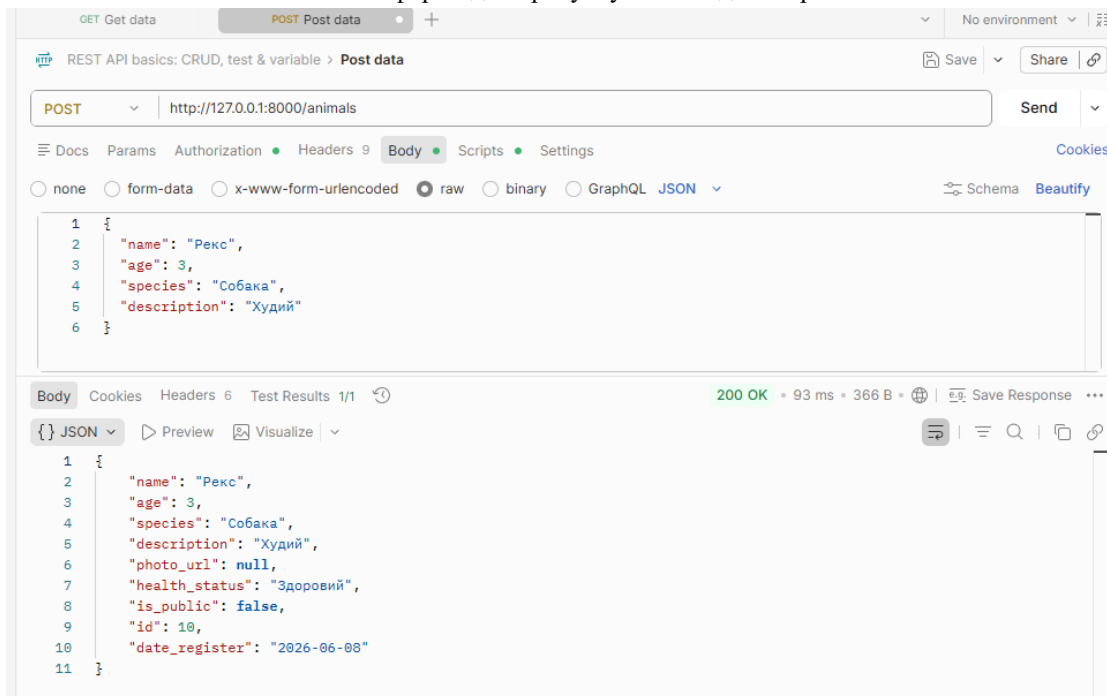 GET Get data POST Post data + No environment
HTTP REST API basics: CRUD, test & variable > Post data Save Share
POST http://127.0.0.1:8000/animals Send
Docs Params Authorization Headers 9 Body Scripts Settings Cookies
none form-data x-www-form-urlencoded raw binary GraphQL JSON Schema Beautify
1 {
2 "name": "Рекс",
3 "age": 3,
4 "species": "Собака",
5 "description": "Худий"
6 }
Body Cookies Headers 6 Test Results 1/1 200 OK • 93 ms • 366 B • e.g. Save Response •••
{} JSON Preview Visualize
1 {
2 "name": "Рекс",
3 "age": 3,
4 "species": "Собака",
5 "description": "Худий",
6 "photo_url": null,
7 "health_status": "Здоровий",
8 "is_public": false,
9 "id": 10,
10 "date_register": "2026-06-08"
11 }